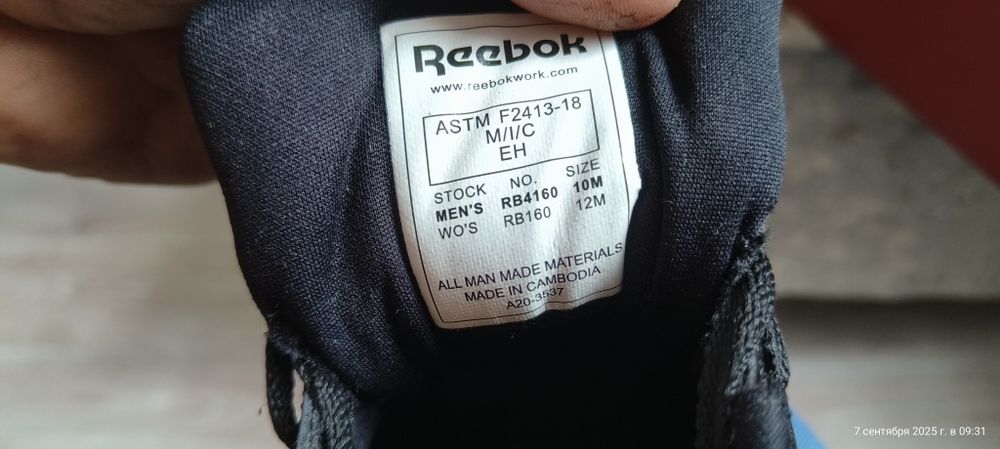 Reebok
www.reebokwork.com
ASTM F2413-18
M/I/C
EH
STOCK NO. SIZE
MEN'S RB4160 10M
WO'S RB160 12M
ALL MAN MADE MATERIALS
MADE IN CAMBODIA
A20-3537
7 сентября 2025 г. в 09:31